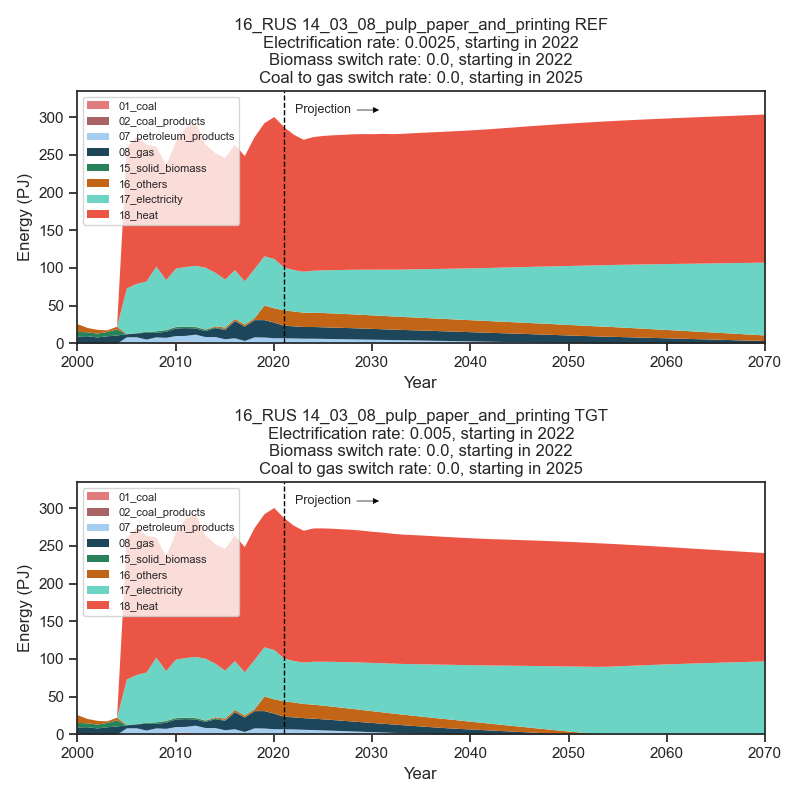 16_RUS 14_03_08_pulp_paper_and_printing REF
Electrification rate: 0.0025, starting in 2022
Biomass switch rate: 0.0, starting in 2022
Coal to gas switch rate: 0.0, starting in 2025
Projection
01_coal
02_coal_products
07_petroleum_products
08_gas
15_solid_biomass
16_others
17_electricity
18_heat
Energy (PJ)
300
250
200
150
100
50
0
2000 2010 2020 2030 2040 2050 2060 2070
Year
16_RUS 14_03_08_pulp_paper_and_printing TGT
Electrification rate: 0.005, starting in 2022
Biomass switch rate: 0.0, starting in 2022
Coal to gas switch rate: 0.0, starting in 2025
Projection
01_coal
02_coal_products
07_petroleum_products
08_gas
15_solid_biomass
16_others
17_electricity
18_heat
Energy (PJ)
300
250
200
150
100
50
0
2000 2010 2020 2030 2040 2050 2060 2070
Year